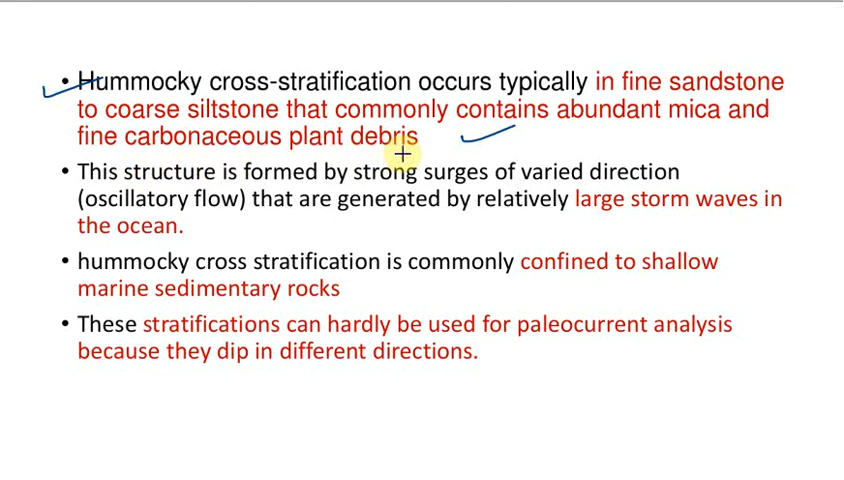 • Hummocky cross-stratification occurs typically in fine sandstone
to coarse siltstone that commonly contains abundant mica and
fine carbonaceous plant debris
• This structure is formed by strong surges of varied direction
(oscillatory flow) that are generated by relatively large storm waves in
the ocean.
• hummocky cross stratification is commonly confined to shallow
marine sedimentary rocks
• These stratifications can hardly be used for paleocurrent analysis
because they dip in different directions.